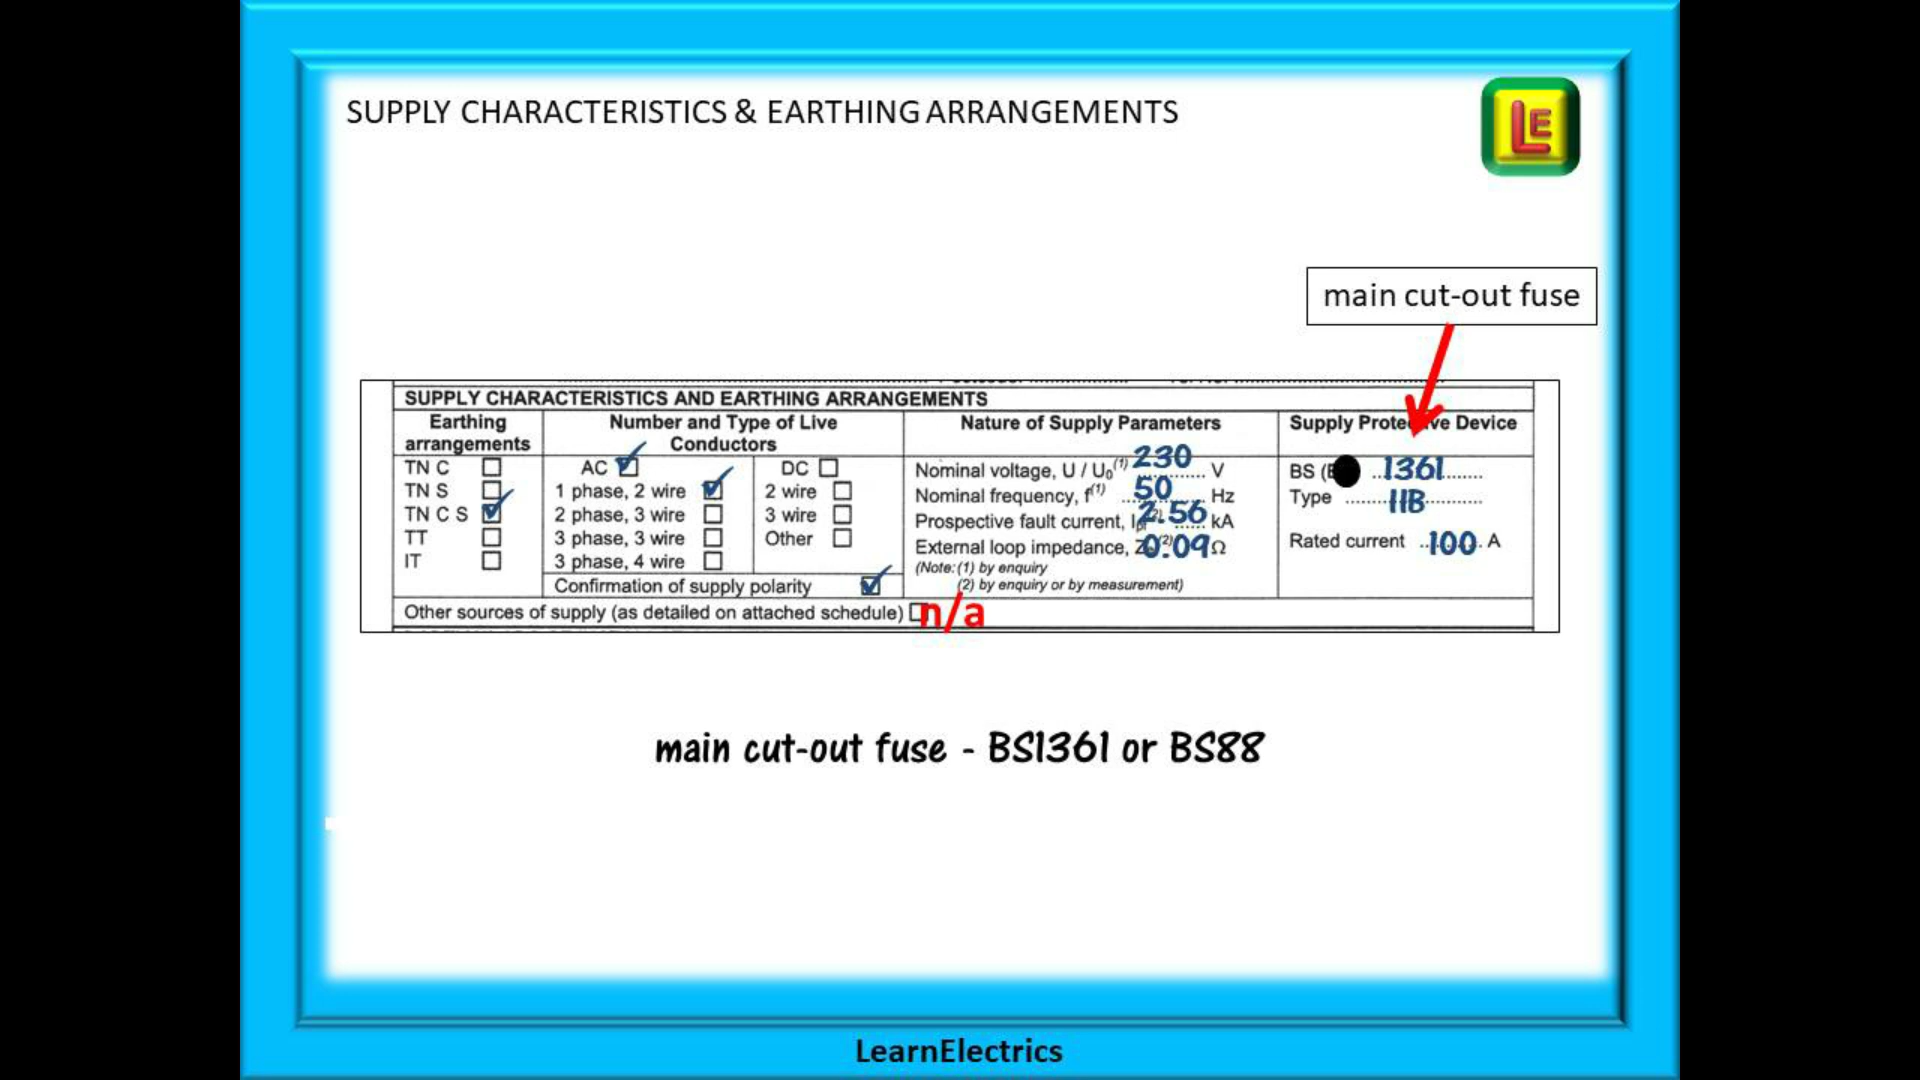 SUPPLY CHARACTERISTICS & EARTHING ARRANGEMENTS
LE
main cut-out fuse
SUPPLY CHARACTERISTICS AND EARTHING ARRANGEMENTS
Earthing arrangements
TN C
TN S
TN C S
TT
IT
Number and Type of Live Conductors
AC
1 phase, 2 wire
2 phase, 3 wire
3 phase, 3 wire
3 phase, 4 wire
DC
2 wire
3 wire
Other
Confirmation of supply polarity
Nature of Supply Parameters
Nominal voltage, U / U₀⁽¹⁾ 230 V
Nominal frequency, f⁽¹⁾ 50 Hz
Prospective fault current, 2.56 kA
External loop impedance, 0.09 Ω
(Note: (1) by enquiry
(2) by enquiry or by measurement)
Supply Protective Device
BS 1361
Type IIB
Rated current 100 A
Other sources of supply (as detailed on attached schedule) n/a
main cut-out fuse - BS1361 or BS88
LearnElectrics